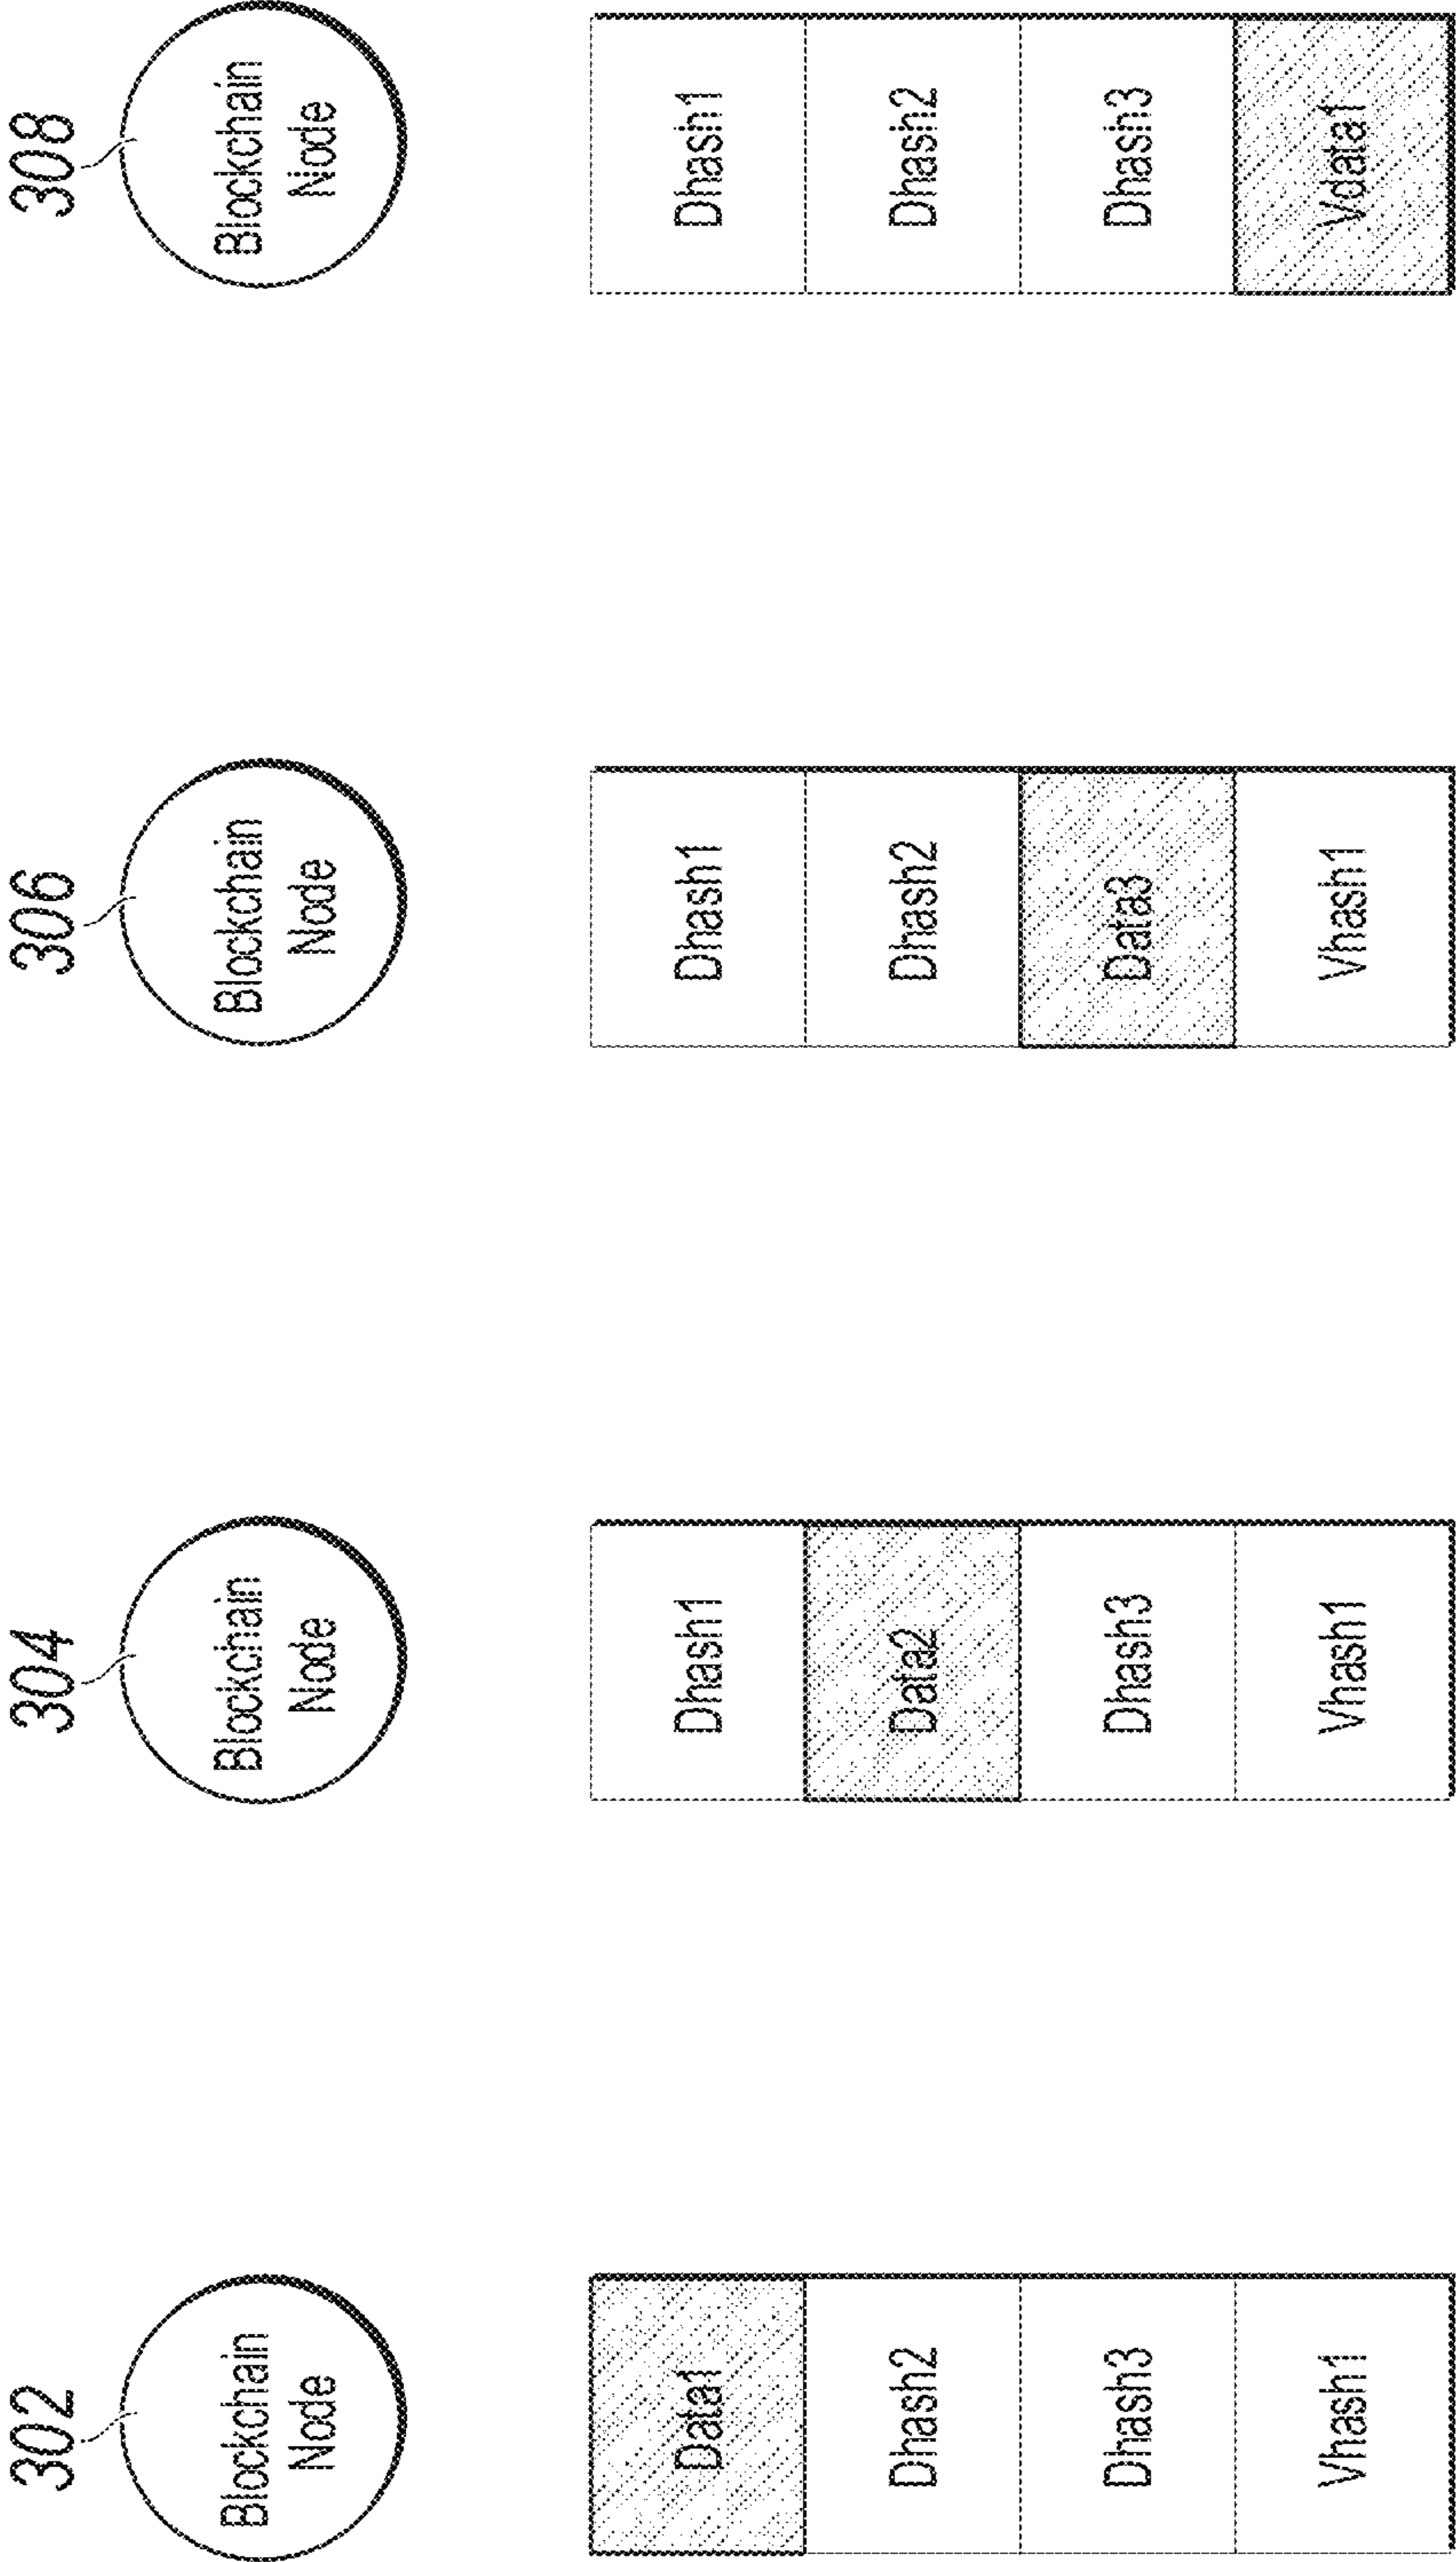 302
Blockchain
Node
Data1
Dhash2
Dhash3
Vhash1
304
Blockchain
Node
Dhash1
Data2
Dhash3
Vhash1
306
Blockchain
Node
Dhash1
Dhash2
Data3
Vhash1
308
Blockchain
Node
Dhash1
Dhash2
Dhash3
Vdata1